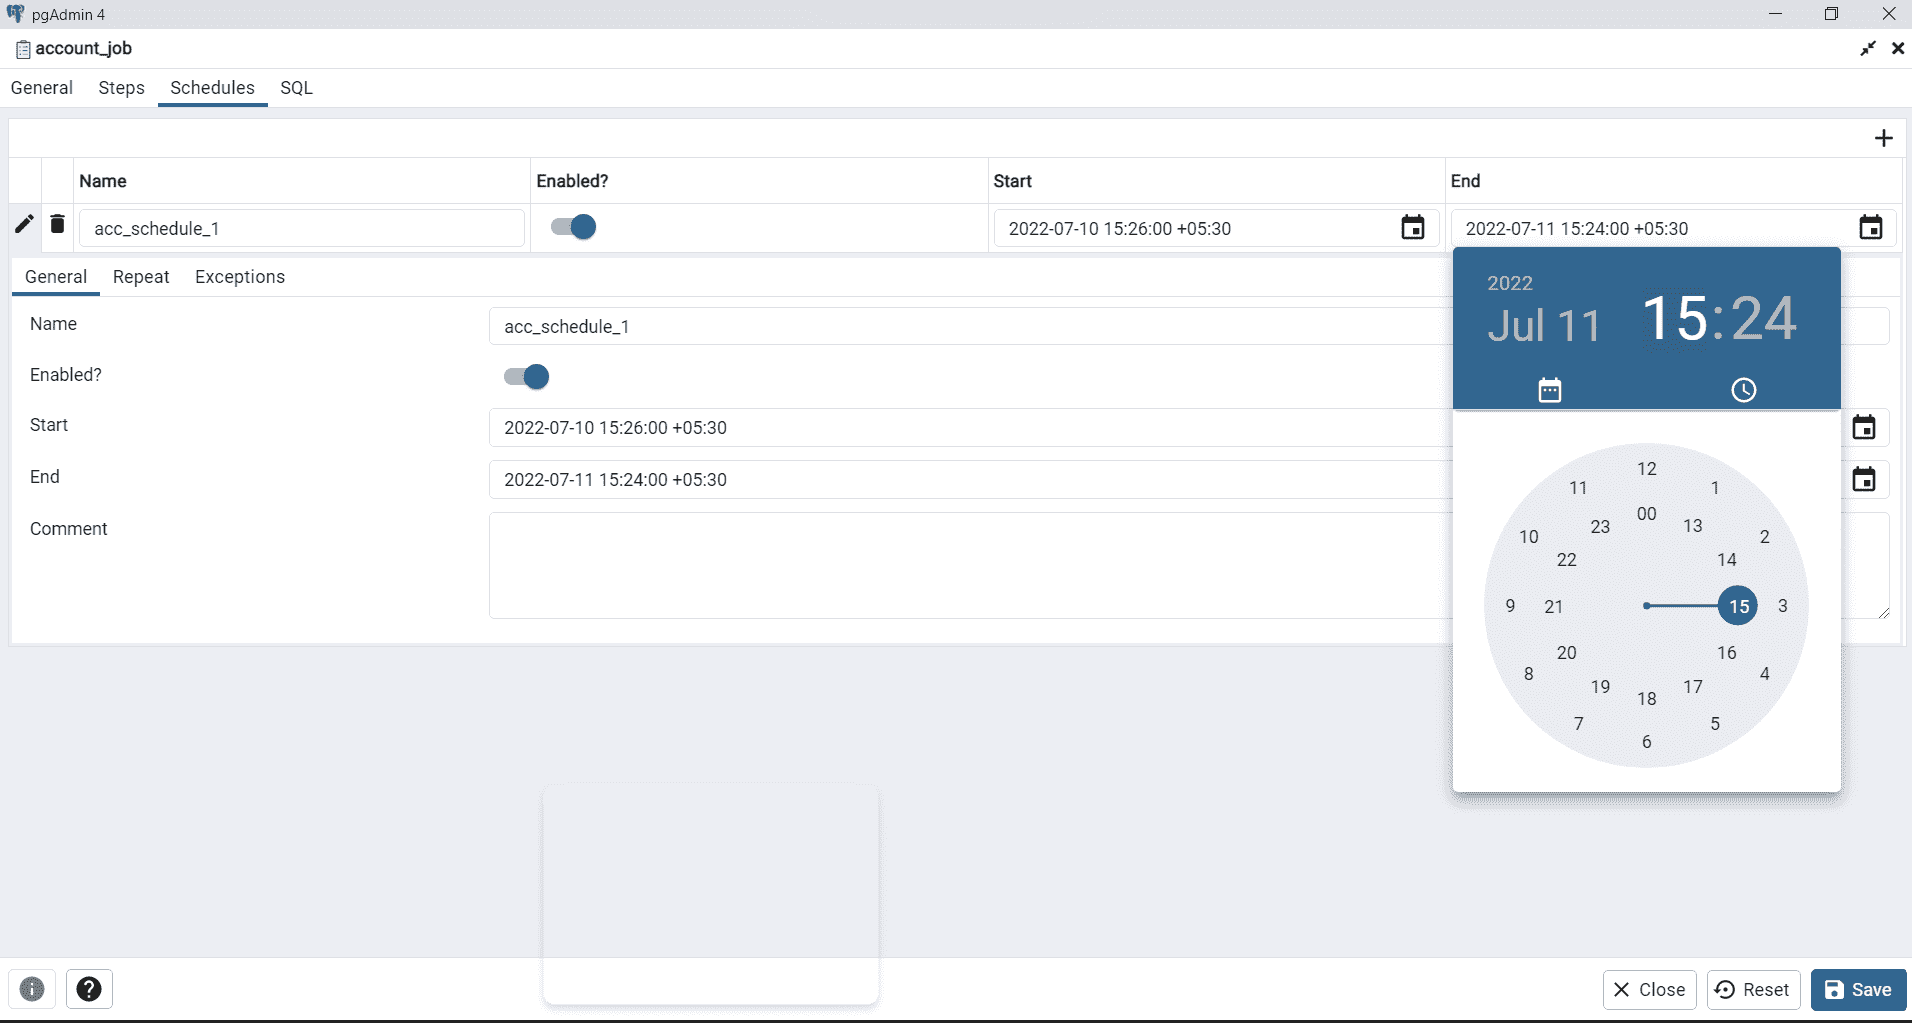 pgAdmin 4
account_job
General Steps Schedules SQL
Name Enabled? Start End
acc_schedule_1 2022-07-10 15:26:00 +05:30 2022-07-11 15:24:00 +05:30
General Repeat Exceptions
Name acc_schedule_1
Enabled?
Start 2022-07-10 15:26:00 +05:30
End 2022-07-11 15:24:00 +05:30
Comment
2022
Jul 11 15:24
12
11 1
00
23 13
10 2
22 14
9 21 15 3
20 16
8 4
19 17
18
7 5
6
Close Reset Save